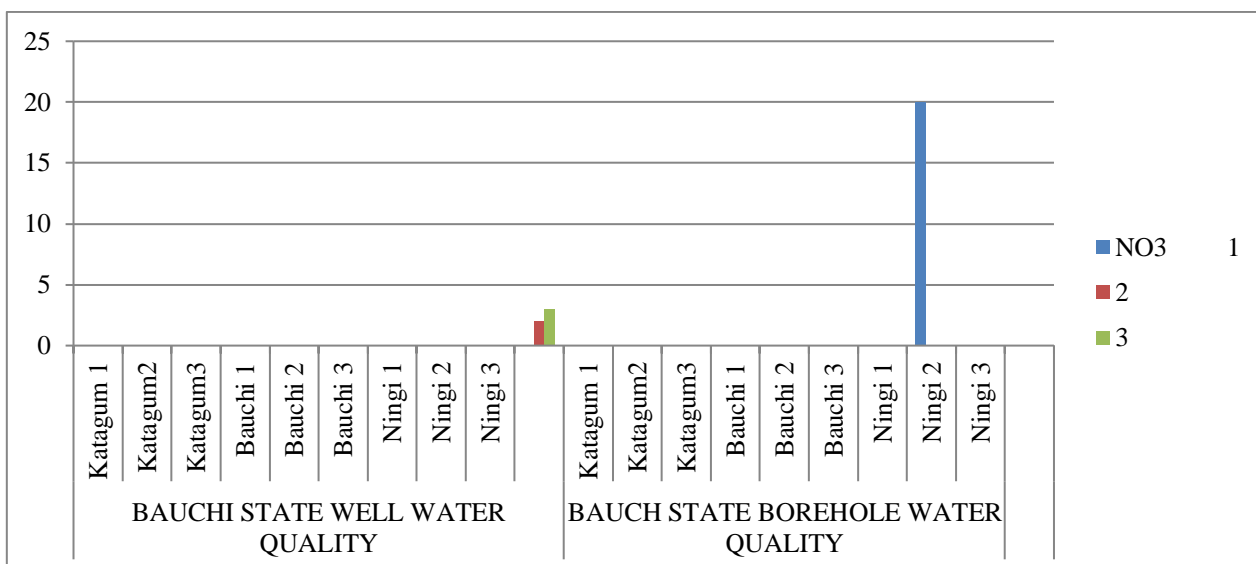 25
20
15
10
5
0
Katagum 1
Katagum2
Katagum3
Bauchi 1
Bauchi 2
Bauchi 3
Ningi 1
Ningi 2
Ningi 3
Katagum 1
Katagum2
Katagum3
Bauchi 1
Bauchi 2
Bauchi 3
Ningi 1
Ningi 2
Ningi 3
BAUCHI STATE WELL WATER
QUALITY
BAUCH STATE BOREHOLE WATER
QUALITY
NO3 1
2
3